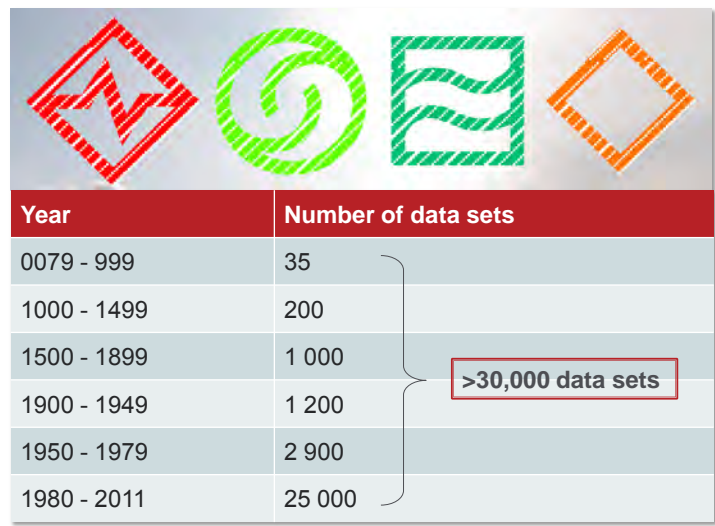 Year Number of data sets
0079 - 999 35
1000 - 1499 200
1500 - 1899 1 000
>30,000 data sets
1900 - 1949 1 200
1950 - 1979 2 900
1980 - 2011 25 000